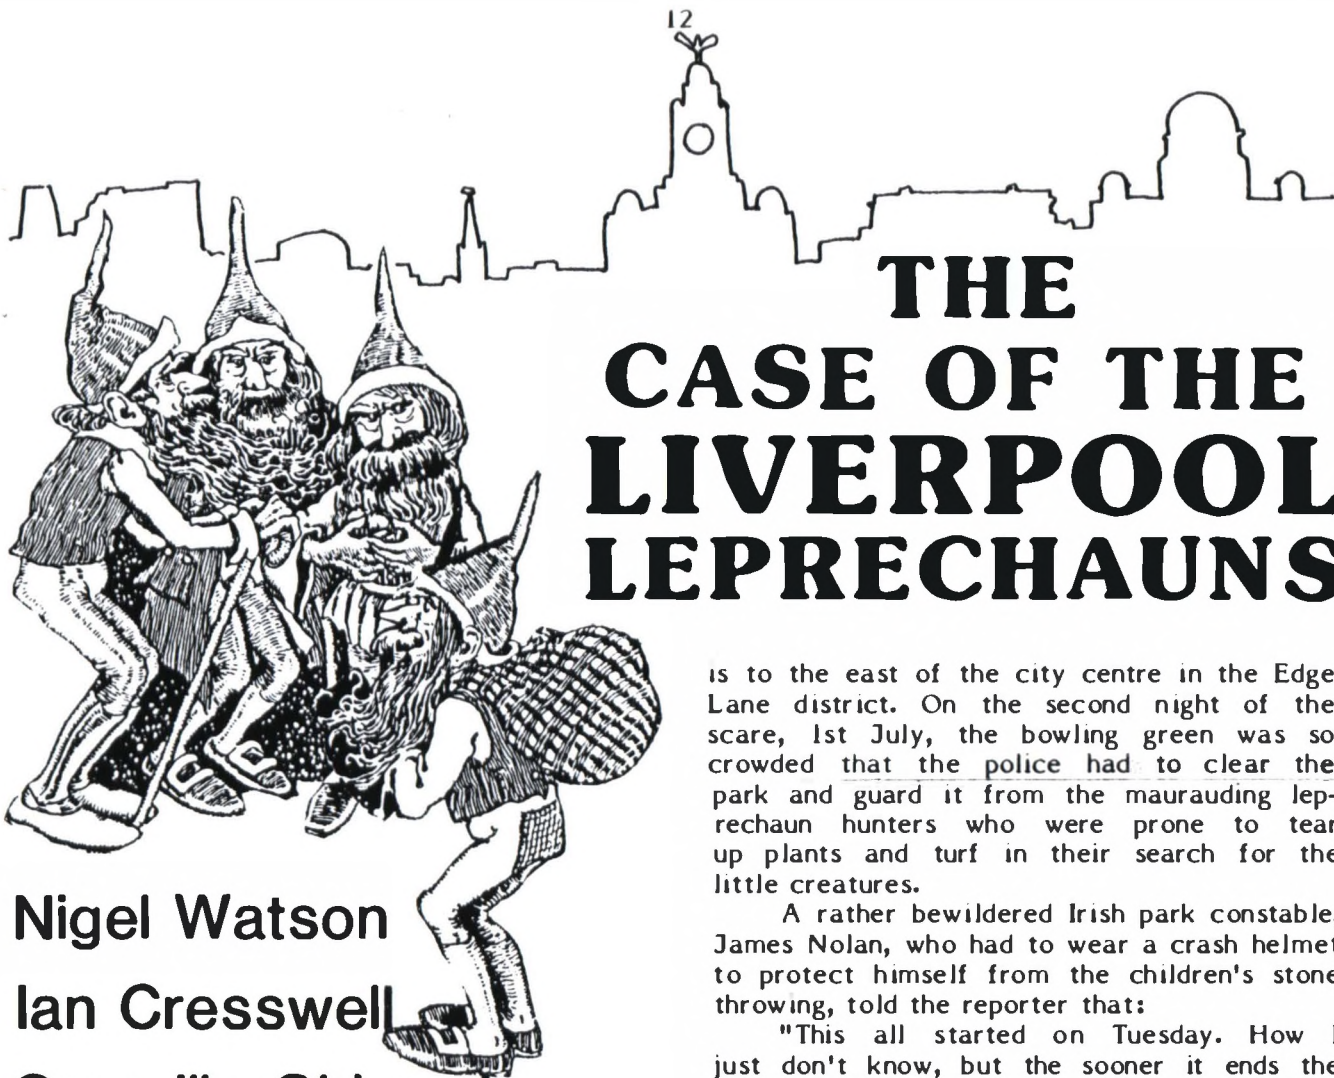 12
THE
CASE OF THE
LIVERPOOL
LEPRECHAUNS
Nigel Watson
Ian Cresswell
is to the east of the city centre in the Edge
Lane district. On the second night of the
scare, 1st July, the bowling green was so
crowded that the police had to clear the
park and guard it from the maurauding lep-
rechaun hunters who were prone to tear
up plants and turf in their search for the
little creatures.
A rather bewildered Irish park constable,
James Nolan, who had to wear a crash helmet
to protect himself from the children's stone
throwing, told the reporter that:
"This all started on Tuesday. How I
just don't know, but the sooner it ends the